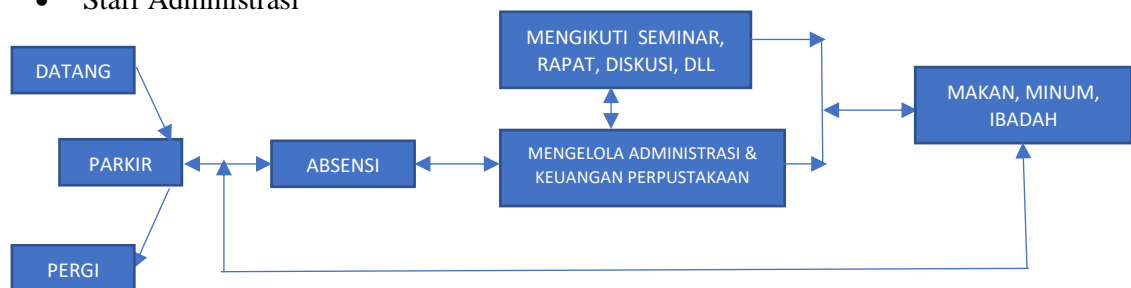 • Staff Administrasi
DATANG
MENGIKUTI SEMINAR,
RAPAT, DISKUSI, DLL
MAKAN, MINUM,
IBADAH
PARKIR
ABSENSI
MENGELOLA ADMINISTRASI &
KEUANGAN PERPUSTAKAAN
PERGI